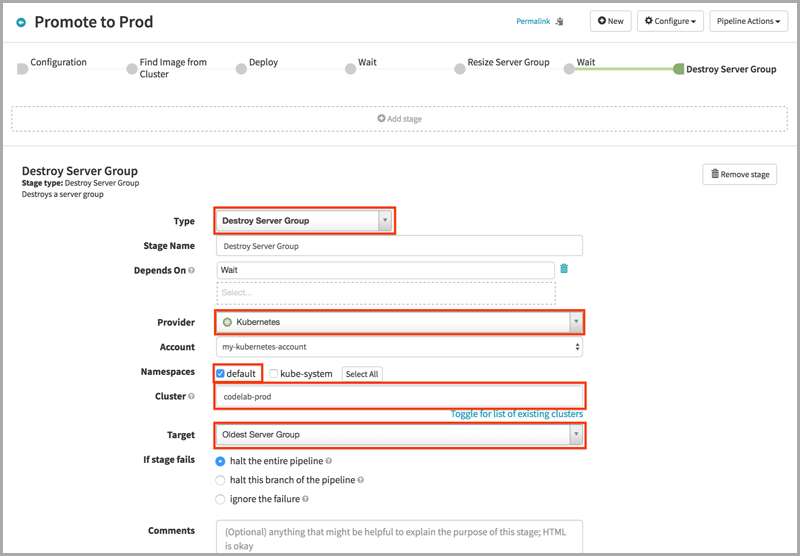 Promote to Prod
Permalink
New
Configure
Pipeline Actions
Configuration
Find Image from
Cluster
Deploy
Wait
Resize Server Group
Wait
Destroy Server Group
Add stage
Destroy Server Group
Stage type: Destroy Server Group
Destroys a server group
Remove stage
Type
Destroy Server Group
Stage Name
Destroy Server Group
Depends On
Wait
Select...
Provider
Kubernetes
Account
my-kubernetes-account
Namespaces
default
kube-system
Select All
Cluster
codelab-prod
Toggle for list of existing clusters
Target
Oldest Server Group
If stage fails
halt the entire pipeline
halt this branch of the pipeline
ignore the failure
Comments
(Optional) anything that might be helpful to explain the purpose of this stage; HTML
is okay